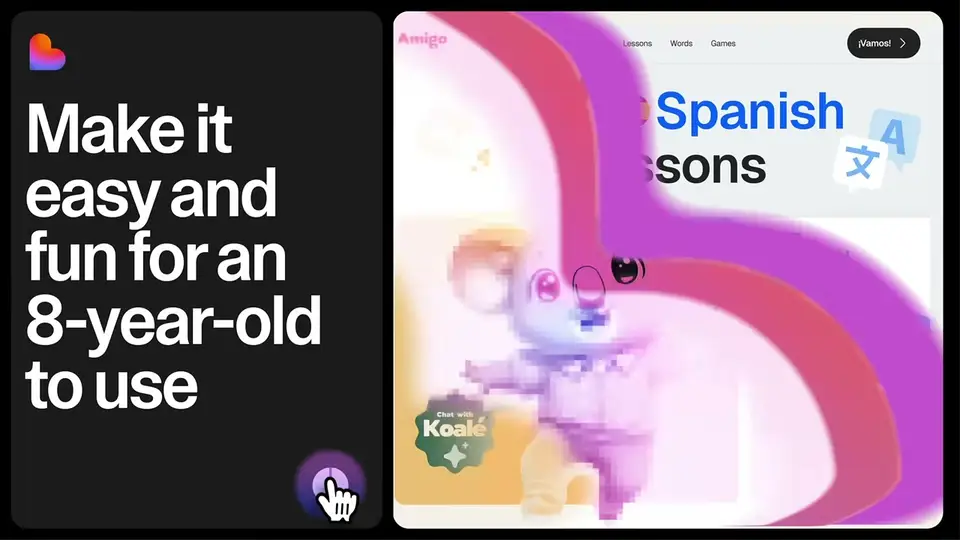 Make it
easy and
fun for an
8-year-old
to use
Amigo
Lessons
Words
Games
¡Vamos!
Spanish
ssons
A
文
Chat with
Koalé